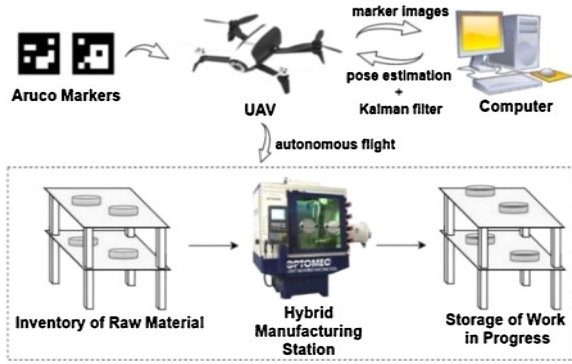 marker images
Aruco Markers
UAV
pose estimation
+
Kalman filter
Computer
autonomous flight
OPTOMEC
Inventory of Raw Material
Hybrid
Manufacturing
Station
Storage of Work
in Progress